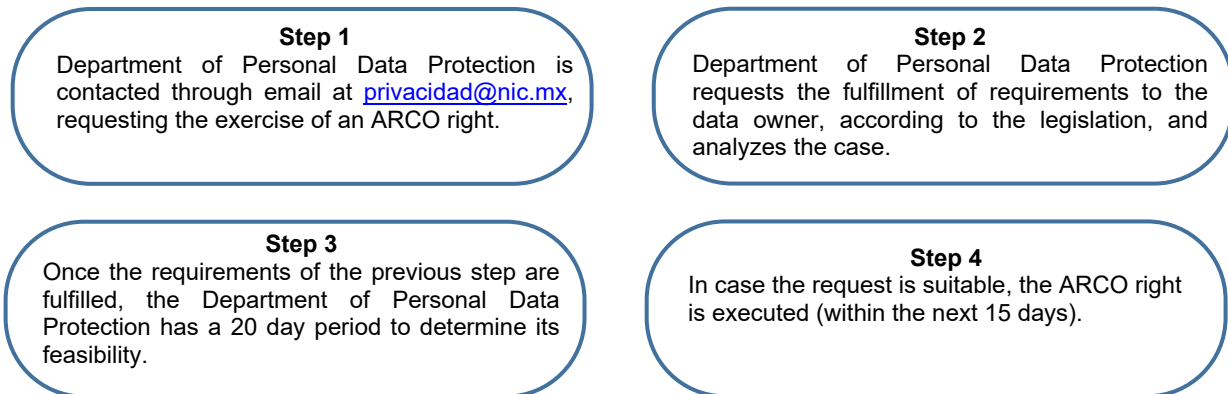 Step 1
Department of Personal Data Protection is
contacted through email at privacidad@nic.mx,
requesting the exercise of an ARCO right.
Step 2
Department of Personal Data Protection
requests the fulfillment of requirements to the
data owner, according to the legislation, and
analyzes the case.
Step 3
Once the requirements of the previous step are
fulfilled, the Department of Personal Data
Protection has a 20 day period to determine its
feasibility.
Step 4
In case the request is suitable, the ARCO right
is executed (within the next 15 days).